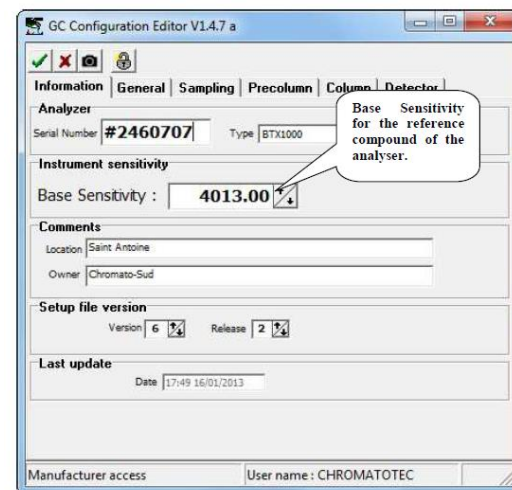 GC Configuration Editor V1.4.7 a
Information General Sampling Precolumn Column Detector
Analyzer
Serial Number #2460707 Type BTX1000
Base Sensitivity
for the reference
compound of the
analyser.
Instrument sensitivity
Base Sensitivity : 4013.00
Comments
Location Saint Antoine
Owner Chromato-Sud
Setup file version
Version 6 Release 2
Last update
Date 17:49 16/01/2013
Manufacturer access User name : CHROMATOTEC